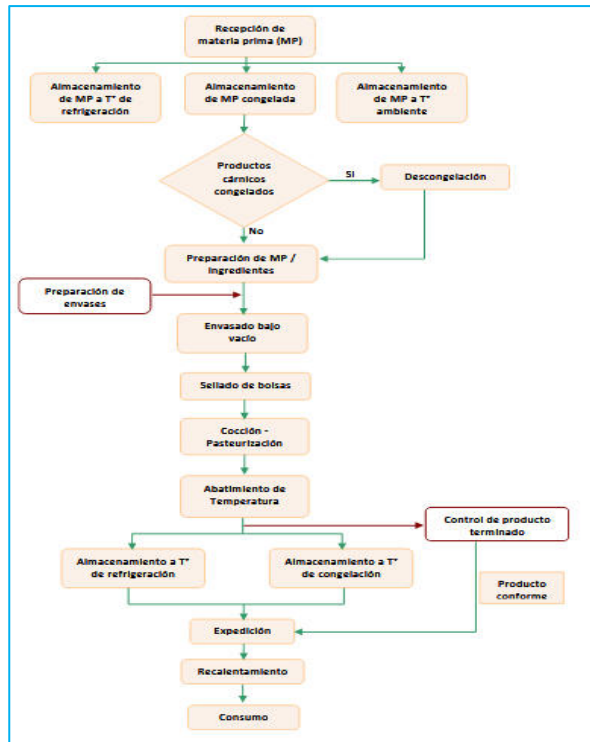 Recepción de
materia prima (MP)
Almacenamiento
de MP a T° de
refrigeración
Almacenamiento
de MP congelada
Almacenamiento
de MP a T°
ambiente
Productos
cárnicos
congelados
SI
Descongelación
No
Preparación de MP /
Ingredientes
Preparación de
envases
Envasado bajo
vacío
Sellado de bolsas
Cocción -
Pasteurización
Abatimiento de
Temperatura
Control de producto
terminado
Almacenamiento a T°
de refrigeración
Almacenamiento a T°
de congelación
Producto
conforme
Expedición
Recalentamiento
Consumo